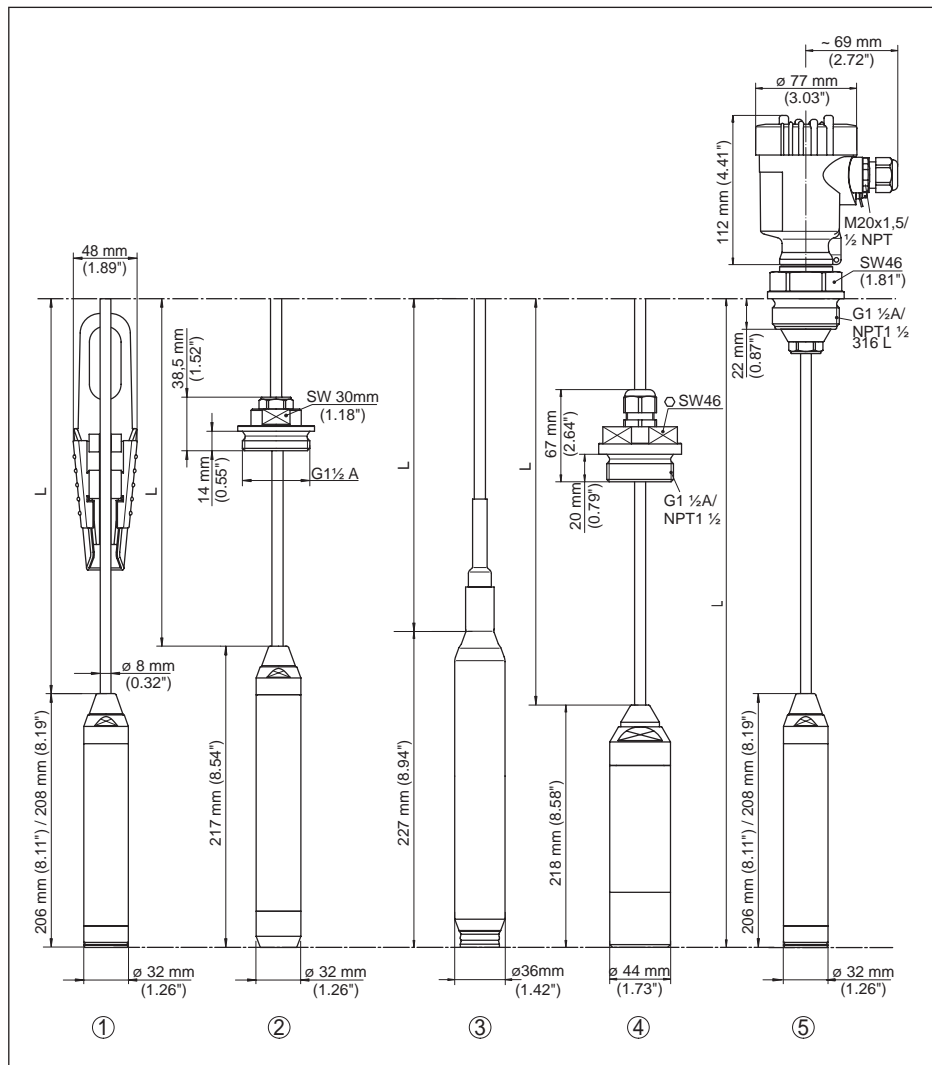 ~ 69 mm
(2.72")
ø 77 mm
(3.03")
112 mm (4.41")
M20x1,5/
½ NPT
SW46
(1.81")
G1 ½A/
NPT1 ½
316 L
22 mm
(0.87")
48 mm
(1.89")
L
ø 8 mm
(0.32")
206 mm (8.11") / 208 mm (8.19")
ø 32 mm
(1.26")
1
38,5 mm
(1.52")
SW 30mm
(1.18")
14 mm
(0.55")
G1½ A
L
217 mm (8.54")
ø 32 mm
(1.26")
2
L
227 mm (8.94")
ø36mm
(1.42")
3
L
67 mm
(2.64")
SW46
20 mm
(0.79")
G1 ½A/
NPT1 ½
218 mm (8.58")
ø 44 mm
(1.73")
4
L
206 mm (8.11") / 208 mm (8.19")
ø 32 mm
(1.26")
5